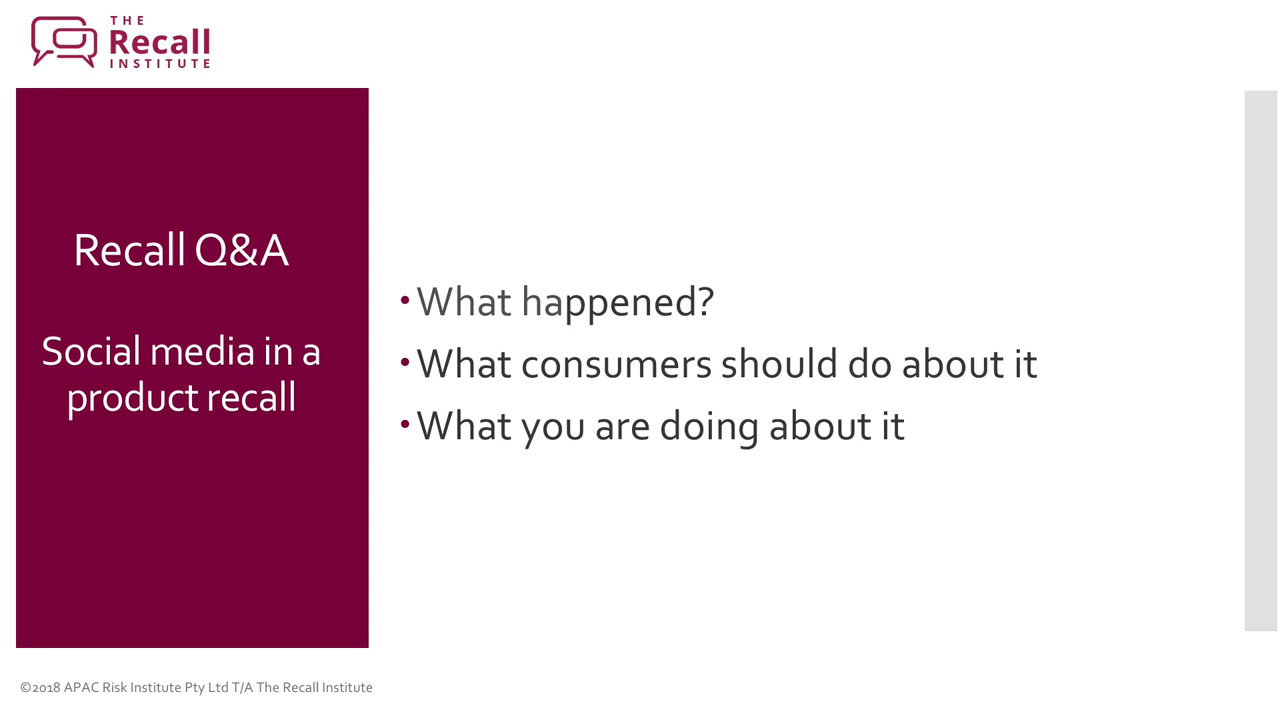 THE
Recall
INSTITUTE
Recall Q&A
Social media in a
product recall
• What happened?
• What consumers should do about it
• What you are doing about it
©2018 APAC Risk Institute Pty Ltd T/A The Recall Institute